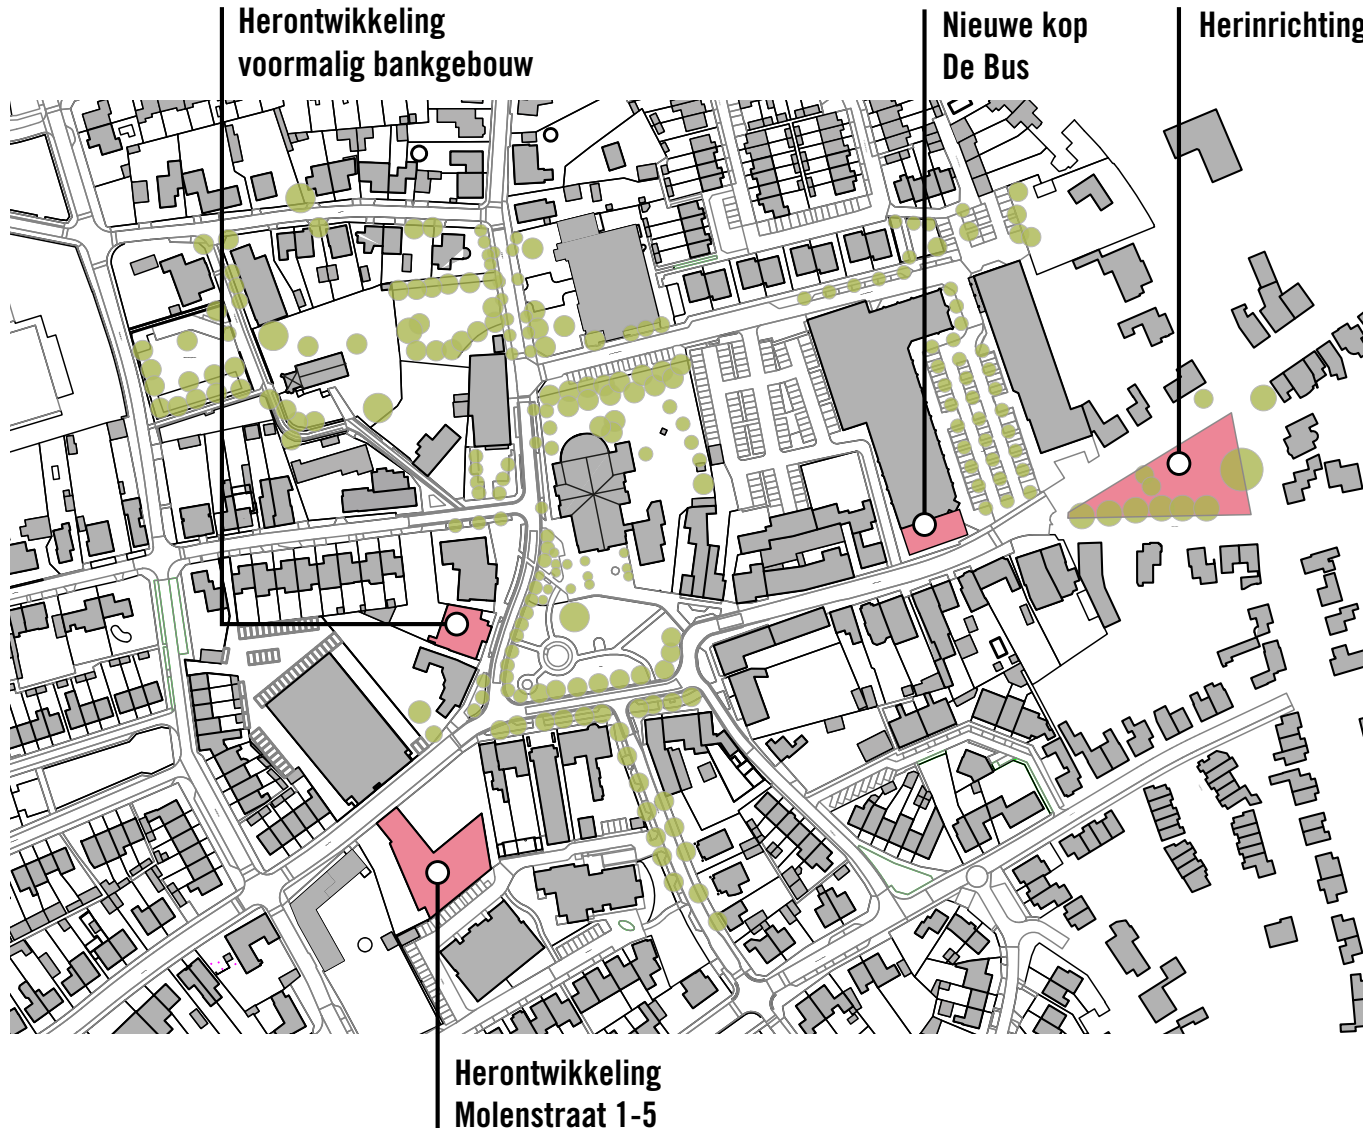 Herontwikkeling
voormalig bankgebouw
Nieuwe kop
De Bus
Herinrichting
Herontwikkeling
Molenstraat 1-5